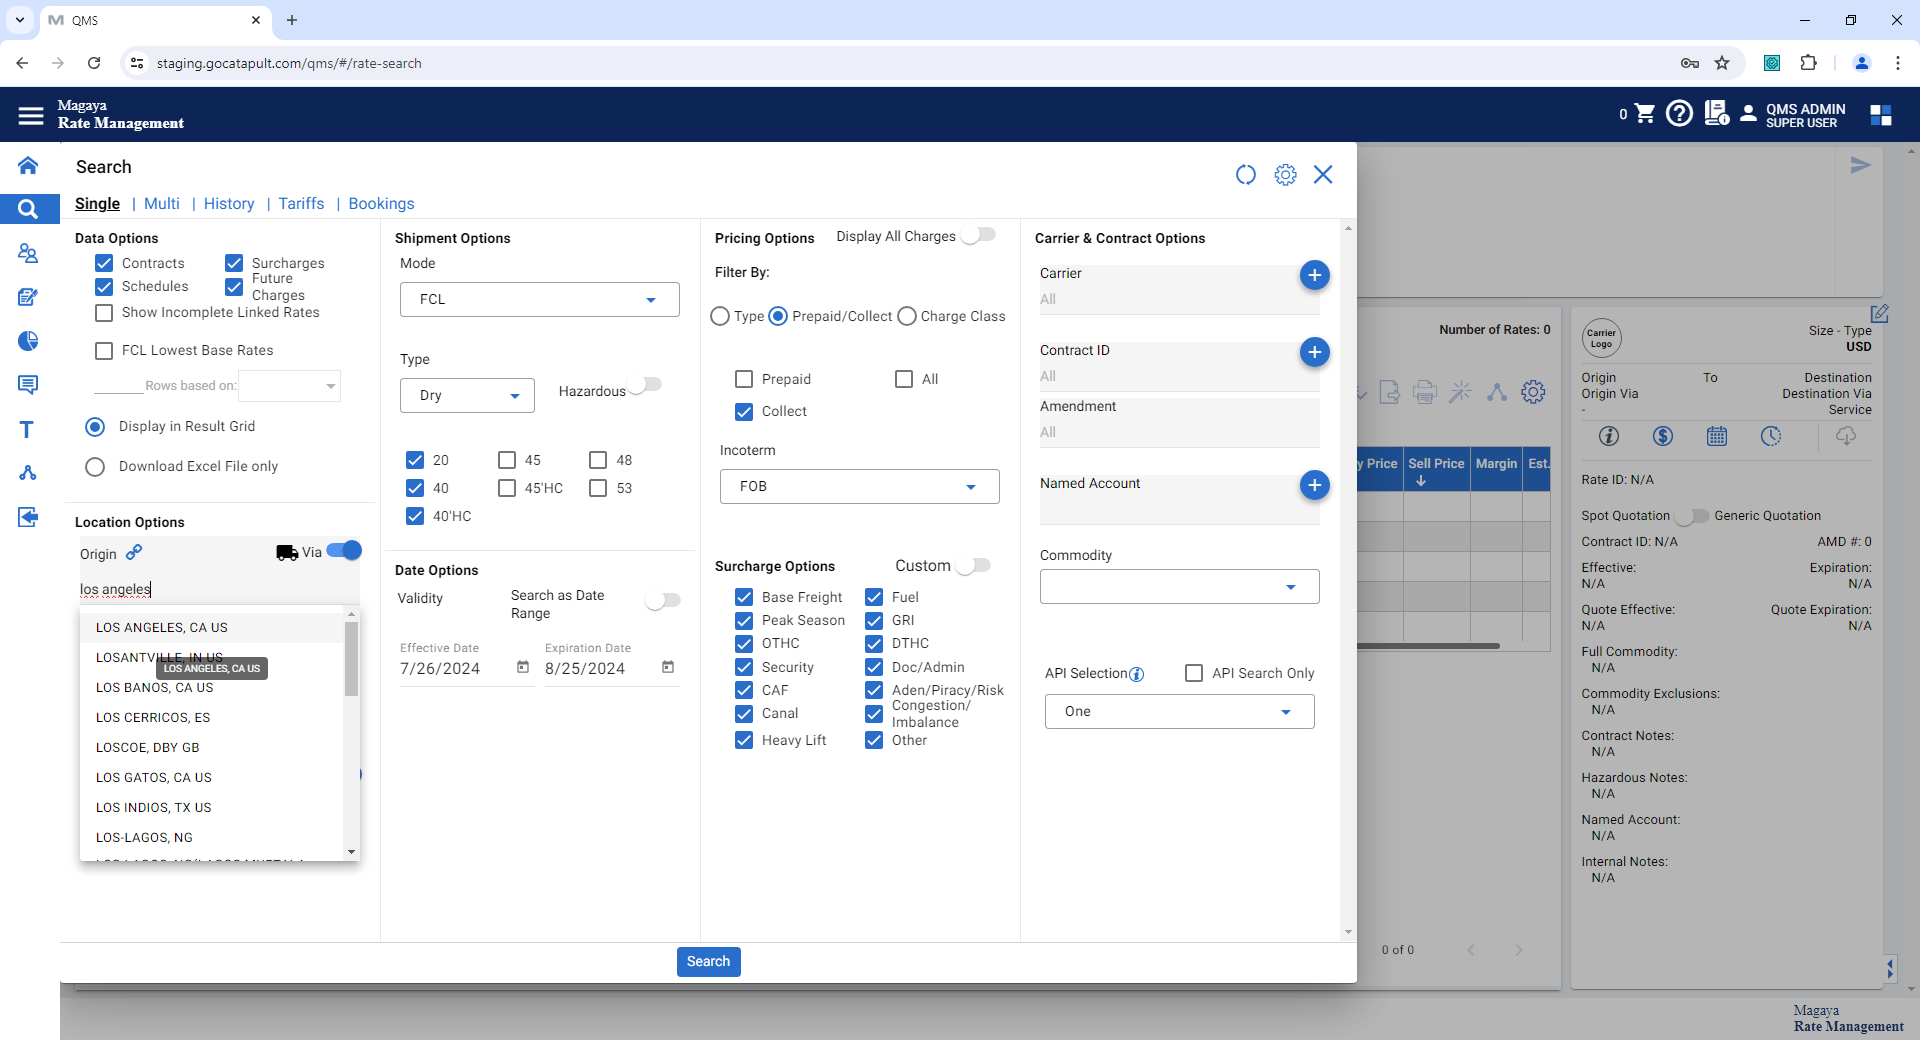 QMS
staging.gocatapult.com/qms/#/rate-search
Magaya
Rate Management
0
QMS ADMIN
SUPER USER
Search
Single | Multi | History | Tariffs | Bookings
Data Options
Contracts
Surcharges
Schedules
Future
Charges
Show Incomplete Linked Rates
FCL Lowest Base Rates
Rows based on:
Display in Result Grid
Download Excel File only
Location Options
Origin
Via
los angeles
LOS ANGELES, CA US
LOSANTVILLE, IN US
LOS ANGELES, CA US
LOS BANOS, CA US
LOS CERRICOS, ES
LOSCOE, DBY GB
LOS GATOS, CA US
LOS INDIOS, TX US
LOS-LAGOS, NG
Shipment Options
Mode
FCL
Type
Dry
Hazardous
20
45
48
40
45'HC
53
40'HC
Date Options
Validity
Search as Date
Range
Effective Date
7/26/2024
Expiration Date
8/25/2024
Pricing Options
Display All Charges
Filter By:
Type
Prepaid/Collect
Charge Class
Prepaid
All
Collect
Incoterm
FOB
Surcharge Options
Custom
Base Freight
Fuel
Peak Season
GRI
OTHC
DTHC
Security
Doc/Admin
CAF
Aden/Piracy/Risk
Canal
Congestion/
Imbalance
Heavy Lift
Other
Carrier & Contract Options
Carrier
All
Contract ID
All
Amendment
All
Named Account
Commodity
API Selection
API Search Only
One
Search
Number of Rates: 0
y Price
Sell Price
Margin
Est.
0 of 0
Carrier
Logo
Size - Type
USD
Origin
To
Destination
Origin Via
Destination Via
-
Service
Rate ID: N/A
Spot Quotation
Generic Quotation
Contract ID: N/A
AMD #: 0
Effective:
Expiration:
N/A
N/A
Quote Effective:
Quote Expiration:
N/A
N/A
Full Commodity:
N/A
Commodity Exclusions:
N/A
Contract Notes:
N/A
Hazardous Notes:
N/A
Named Account:
N/A
Internal Notes:
N/A
Magaya
Rate Management